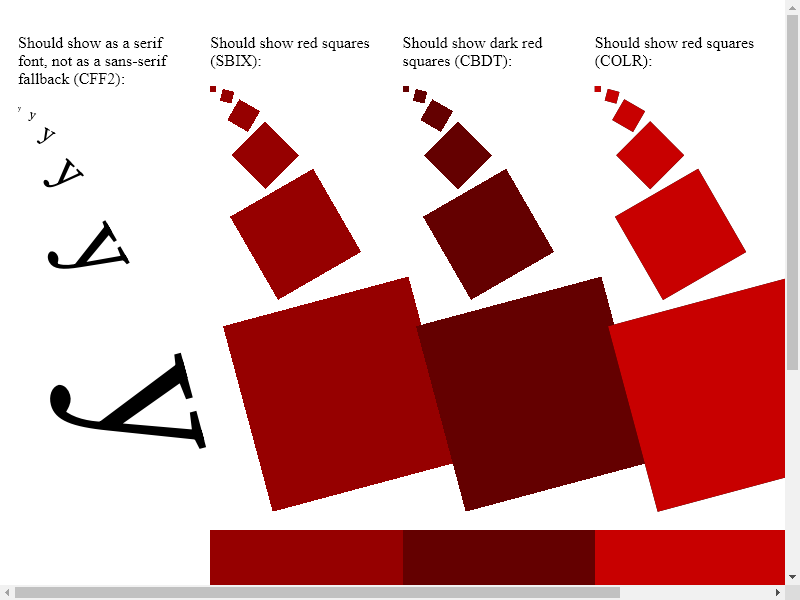 Should show as a serif
font, not as a sans-serif
fallback (CFF2):
y
y
y
y
y
y
Should show red squares
(SBIX):
Should show dark red
squares (CBDT):
Should show red squares
(COLR):